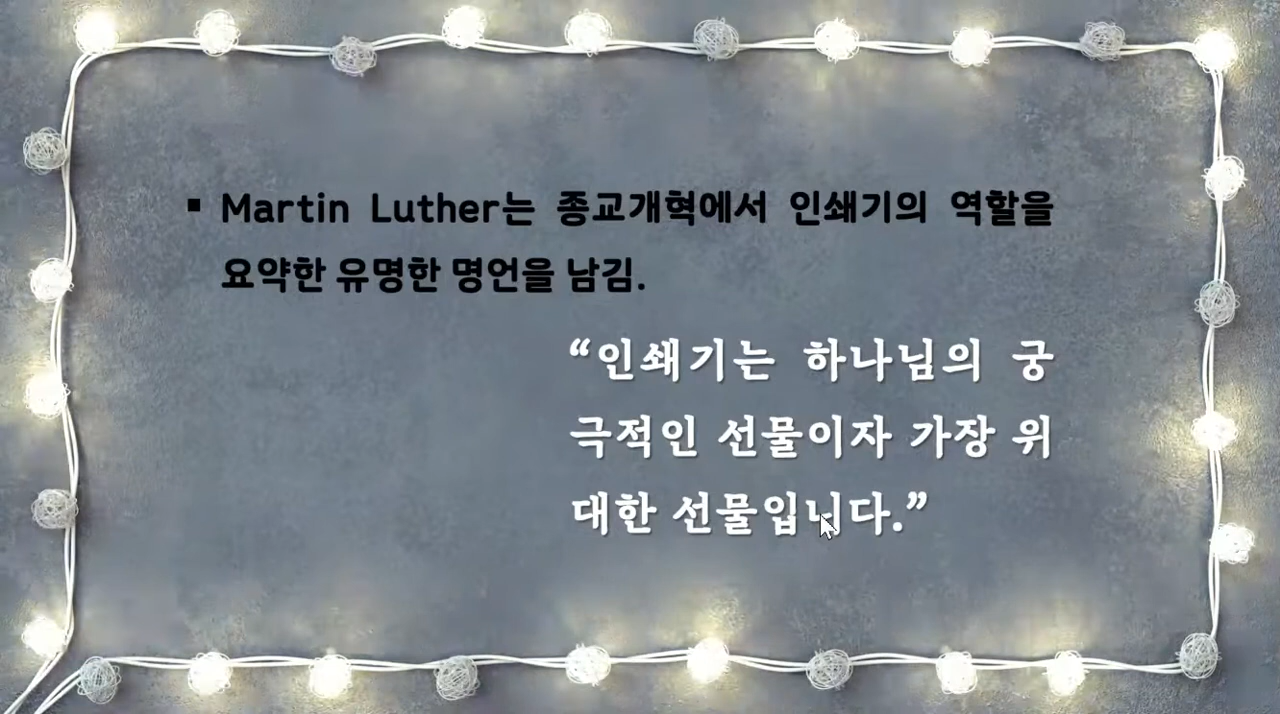 ▪ Martin Luther는 종교개혁에서 인쇄기의 역할을
요약한 유명한 명언을 남김.
“인쇄기는 하나님의 궁
극적인 선물이자 가장 위
대한 선물입니다.”